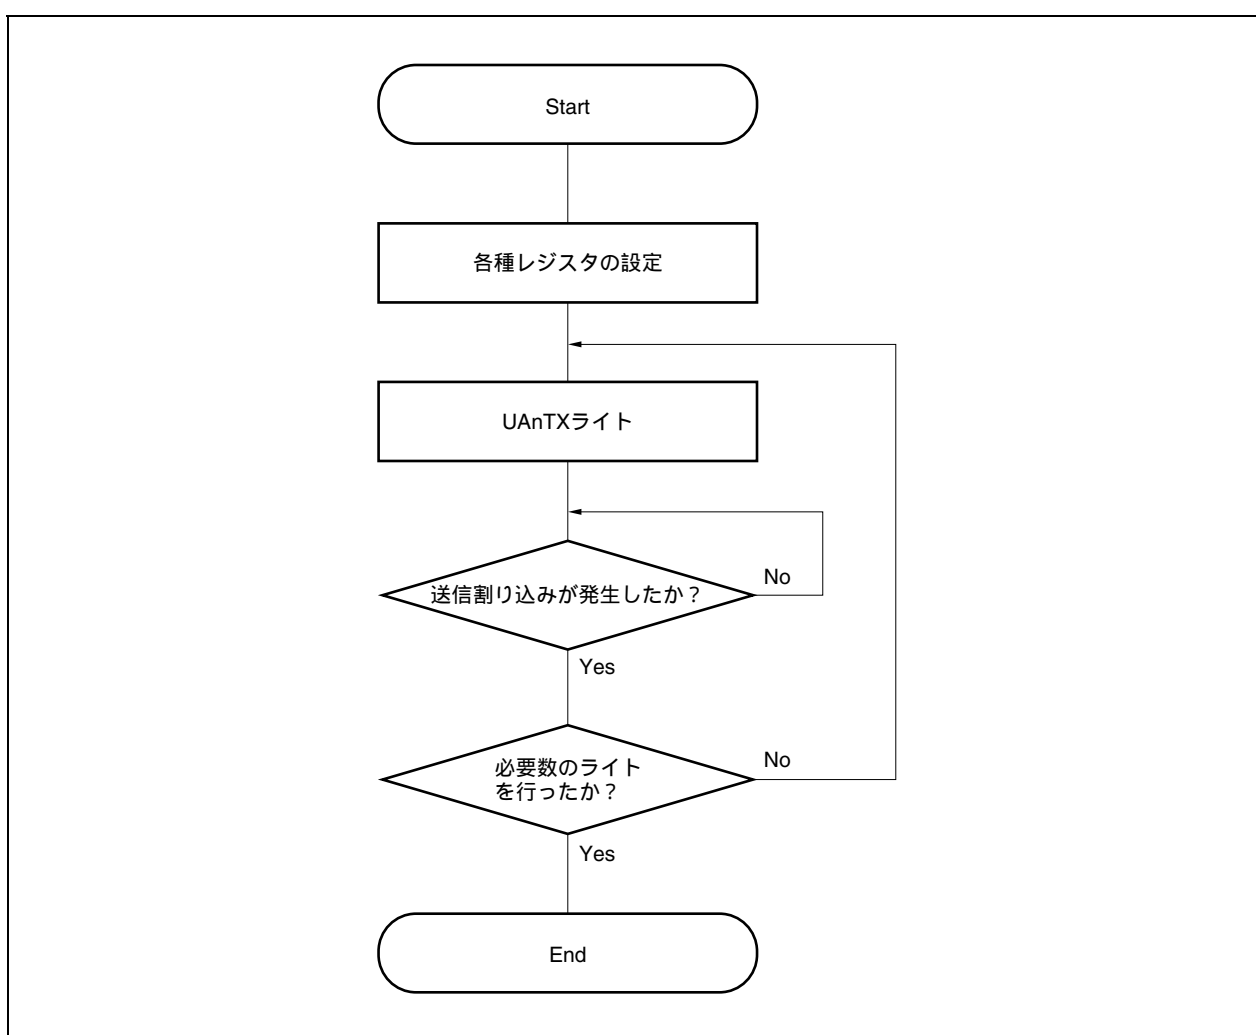 Start
各種レジスタの設定
UAnTXライト
送信割り込みが発生したか？
No
Yes
必要数のライト
を行ったか？
No
Yes
End